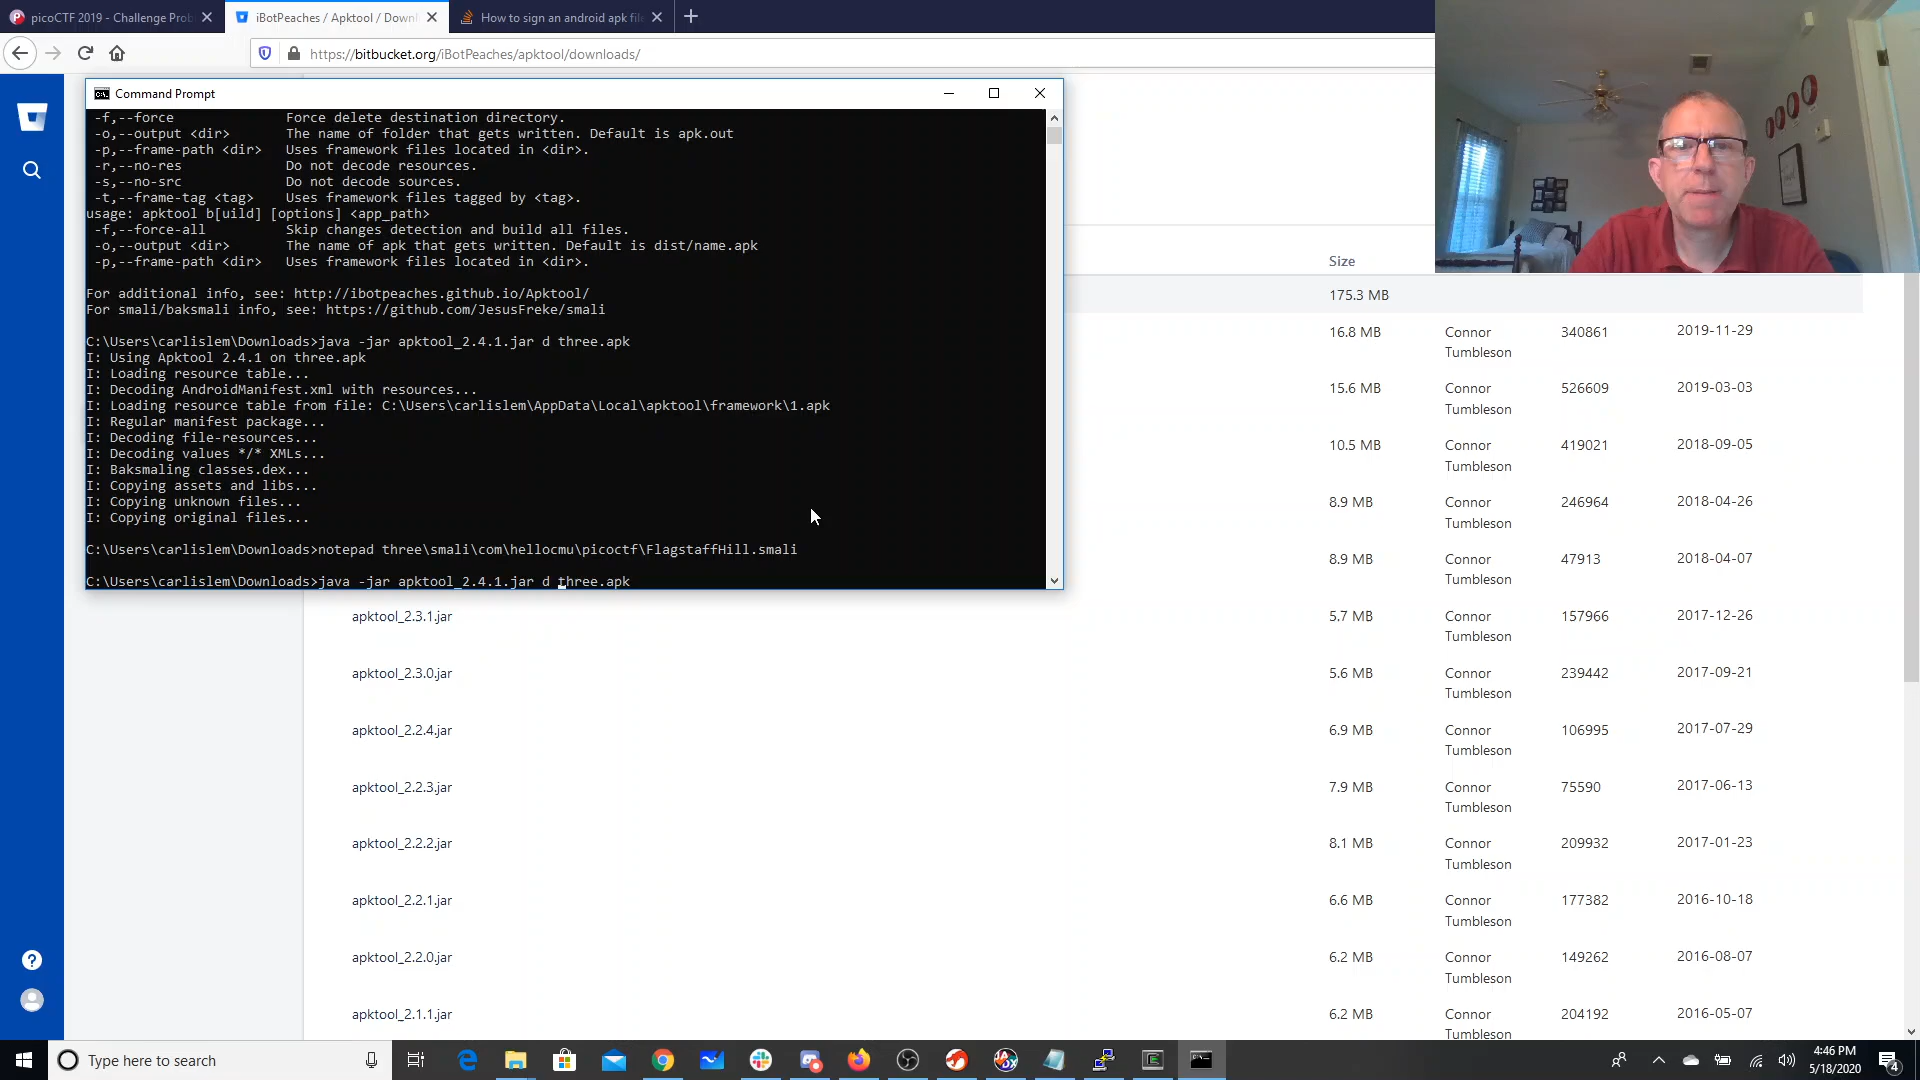 picoCTF 2019 - Challenge Prob
iBotPeaches / Apktool / Downl
How to sign an android apk file
https://bitbucket.org/iBotPeaches/apktool/downloads/
Command Prompt
-f,--force Force delete destination directory.
-o,--output <dir> The name of folder that gets written. Default is apk.out
-p,--frame-path <dir> Uses framework files located in <dir>.
-r,--no-res Do not decode resources.
-s,--no-src Do not decode sources.
-t,--frame-tag <tag> Uses framework files tagged by <tag>.
usage: apktool b[uild] [options] <app_path>
-f,--force-all Skip changes detection and build all files.
-o,--output <dir> The name of apk that gets written. Default is dist/name.apk
-p,--frame-path <dir> Uses framework files located in <dir>.
For additional info, see: http://ibotpeaches.github.io/Apktool/
For smali/baksmali info, see: https://github.com/JesusFreke/smali
C:\Users\carlislem\Downloads>java -jar apktool_2.4.1.jar d three.apk
I: Using Apktool 2.4.1 on three.apk
I: Loading resource table...
I: Decoding AndroidManifest.xml with resources...
I: Loading resource table from file: C:\Users\carlislem\AppData\Local\apktool\framework\1.apk
I: Regular manifest package...
I: Decoding file-resources...
I: Decoding values */* XMLs...
I: Baksmaling classes.dex...
I: Copying assets and libs...
I: Copying unknown files...
I: Copying original files...
C:\Users\carlislem\Downloads>notepad three\smali\com\hellocmu\picoctf\FlagstaffHill.smali
C:\Users\carlislem\Downloads>java -jar apktool_2.4.1.jar d three.apk
Size
175.3 MB
16.8 MB Connor Tumbleson 340861 2019-11-29
15.6 MB Connor Tumbleson 526609 2019-03-03
10.5 MB Connor Tumbleson 419021 2018-09-05
8.9 MB Connor Tumbleson 246964 2018-04-26
8.9 MB Connor Tumbleson 47913 2018-04-07
apktool_2.3.1.jar 5.7 MB Connor Tumbleson 157966 2017-12-26
apktool_2.3.0.jar 5.6 MB Connor Tumbleson 239442 2017-09-21
apktool_2.2.4.jar 6.9 MB Connor Tumbleson 106995 2017-07-29
apktool_2.2.3.jar 7.9 MB Connor Tumbleson 75590 2017-06-13
apktool_2.2.2.jar 8.1 MB Connor Tumbleson 209932 2017-01-23
apktool_2.2.1.jar 6.6 MB Connor Tumbleson 177382 2016-10-18
apktool_2.2.0.jar 6.2 MB Connor Tumbleson 149262 2016-08-07
apktool_2.1.1.jar 6.2 MB Connor Tumbleson 204192 2016-05-07
Type here to search
4:46 PM
5/18/2020
4